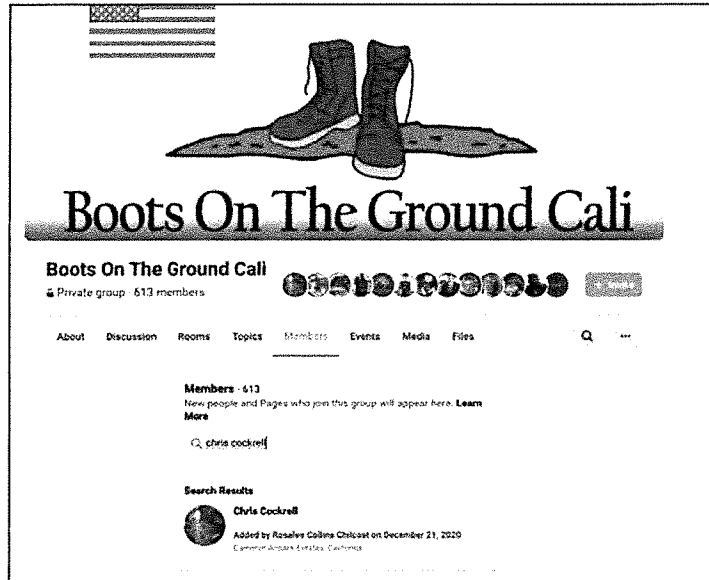 Boots On The Ground Cali
Boots On The Ground Cali
Private group · 613 members
About Discussion Rooms Topics Members Events Media Files
Members · 613
New people and Pages who join this group will appear here. Learn
More
chris cockrell
Search Results
Chris Cockrell
Added by Rosalee Collins Chilcoat on December 21, 2020
Estates, California